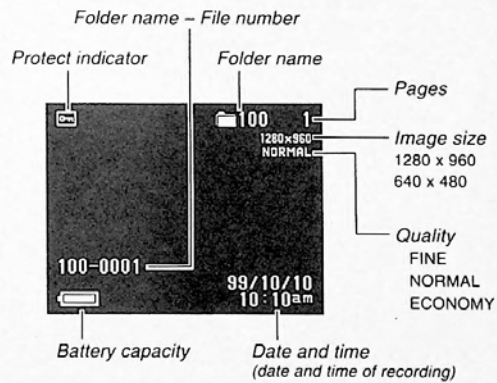 Folder name – File number
Protect indicator
Folder name
Pages
100 1
1280x960
NORMAL
Image size
1280 x 960
640 x 480
Quality
FINE
NORMAL
ECONOMY
100-0001
99/10/10
10:10am
Battery capacity
Date and time
(date and time of recording)